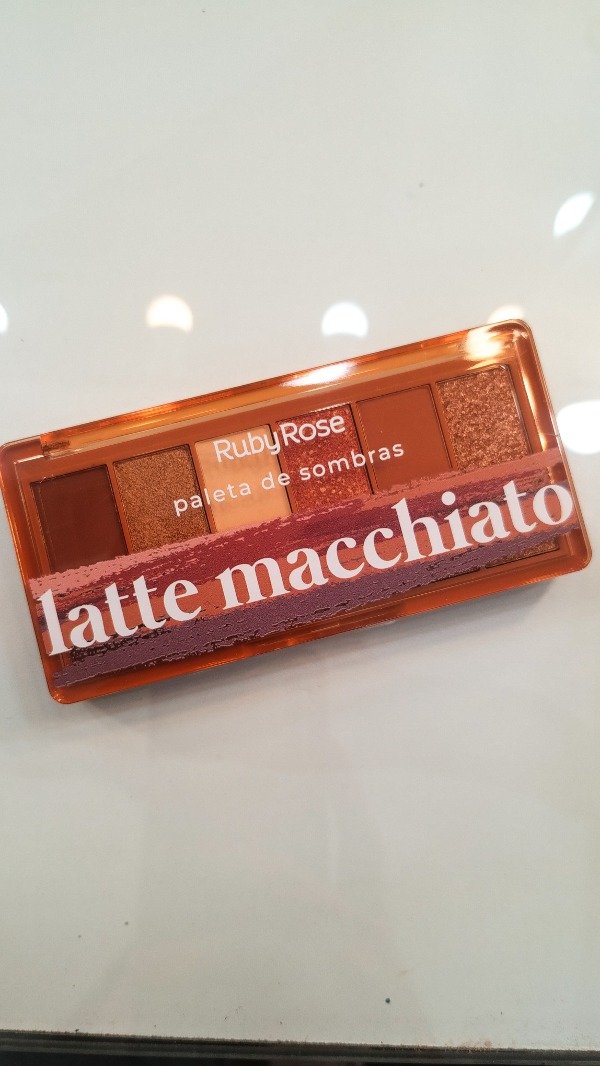 RubyRose
paleta de sombras
latte macchiato